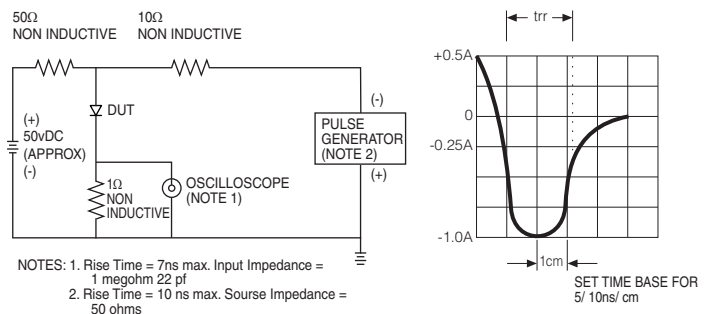 50Ω
NON INDUCTIVE
10Ω
NON INDUCTIVE
(+)
50vDC
(APPROX)
(-)
DUT
1Ω
NON
INDUCTIVE
OSCILLOSCOPE
(NOTE 1)
(-)
PULSE
GENERATOR
(NOTE 2)
(+)
NOTES: 1. Rise Time = 7ns max. Input Impedance =
1 megohm 22 pf
2. Rise Time = 10 ns max. Sourse Impedance =
50 ohms
trr
+0.5A
0
-0.25A
-1.0A
1cm
SET TIME BASE FOR
5/ 10ns/ cm